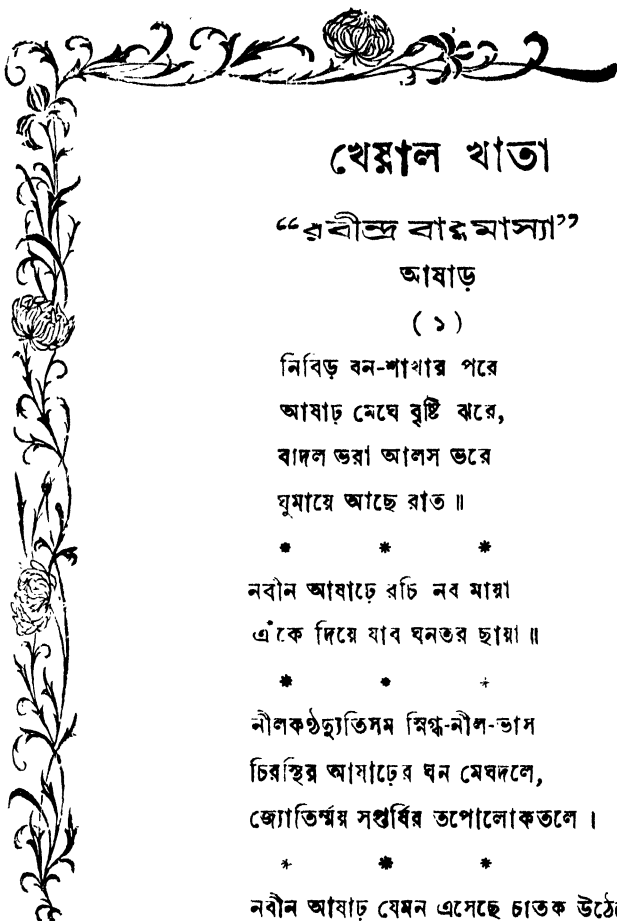 খেয়াল খাতা
“রবীন্দ্র বারমাস্যা”
আষাড়
( ১ )
নিবিড় বন-শাখার পরে
আষাঢ় মেঘে বৃষ্টি ঝরে,
বাদল ভরা আলস ভরে
ঘুমায়ে আছে রাত ॥
* * *
নবীন আষাঢ়ে রচি নব মায়া
এঁকে দিয়ে যাব ঘনতর ছায়া ॥
* * *
নীলকণ্ঠদ্যুতিসম স্নিগ্ধ-নীল-ভাস
চিরস্থির আষাঢ়ের ঘন মেঘদলে,
জ্যোতির্ম্ময় সপ্তর্ষির তপোলোকতলে ।
* * *
নবীন আষাঢ় যেমন এসেছে চাতক